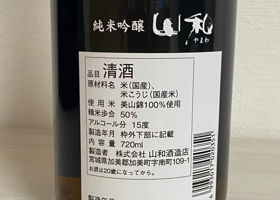 純米吟醸 山和
やまわ
品目 清酒
原材料名 米(国産)、
米こうじ(国産米)
使用米 美山錦100%使用
精米歩合 50%
アルコール分 15度
製造年月 枠外下部に記載
内容量 720ml
製造者 株式会社 山和酒造店
宮城県加美郡加美町字南町109-1
お酒は20歳になってから。